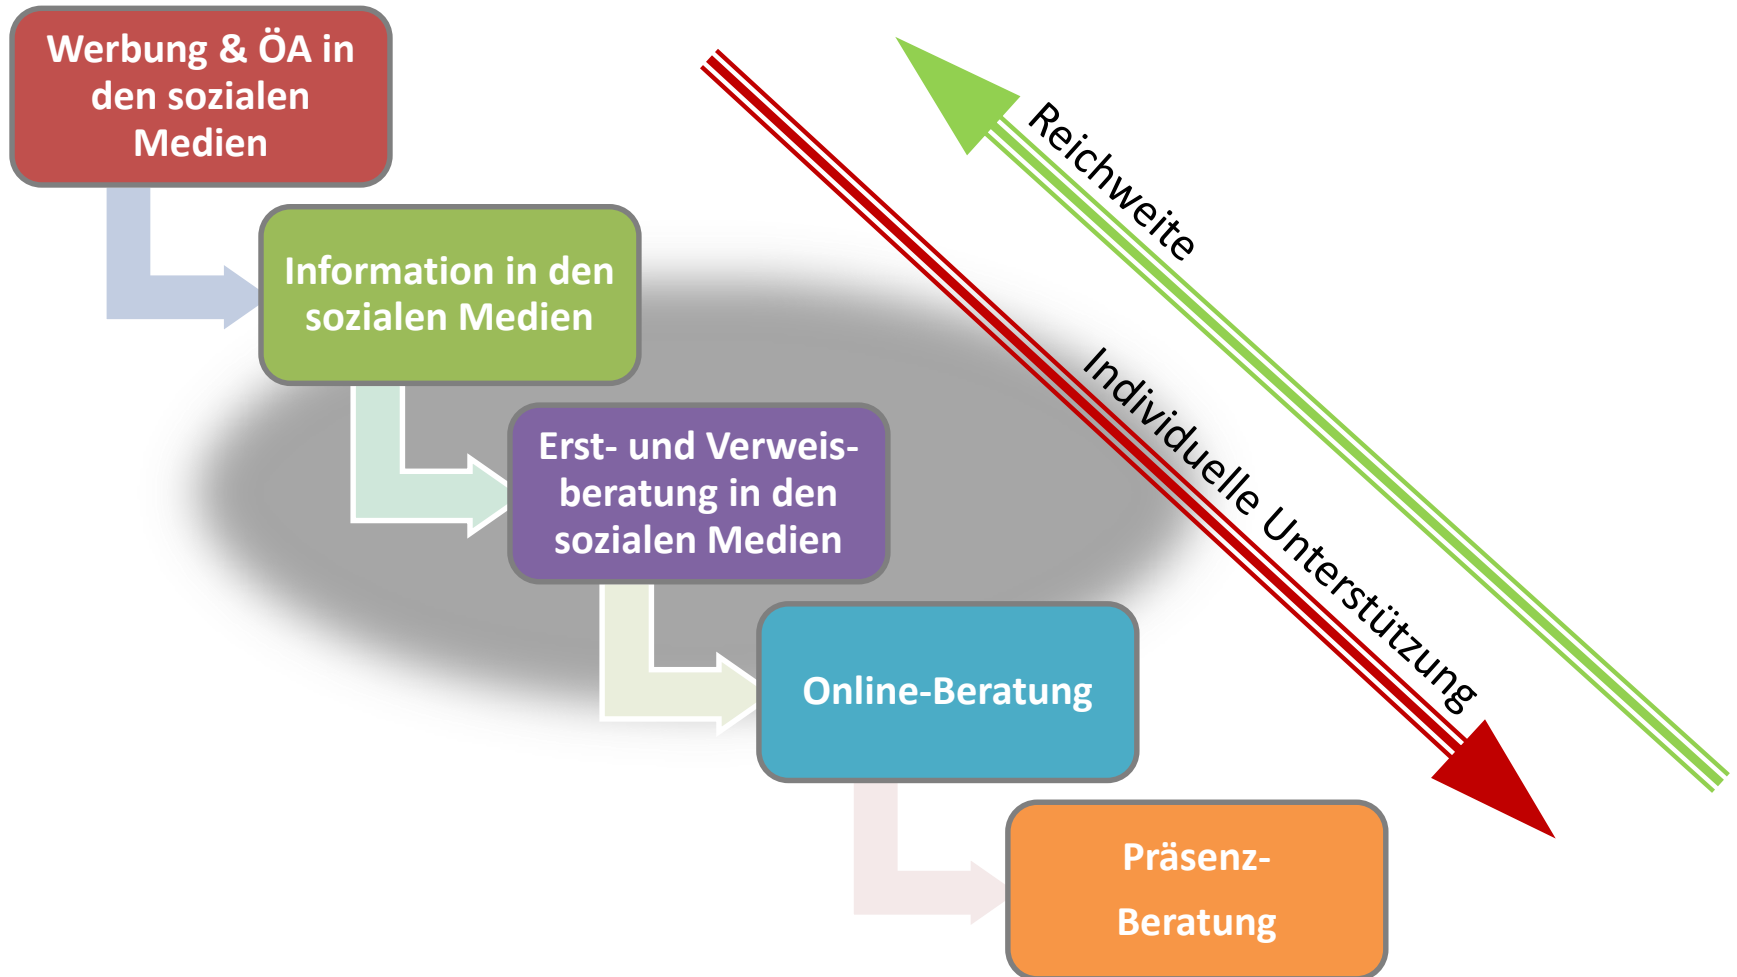 Werbung & ÖA in
den sozialen
Medien
Reichweite
Information in den
sozialen Medien
Individuelle Unterstützung
Erst- und Verweis-
beratung in den
sozialen Medien
Online-Beratung
Präsenz-
Beratung